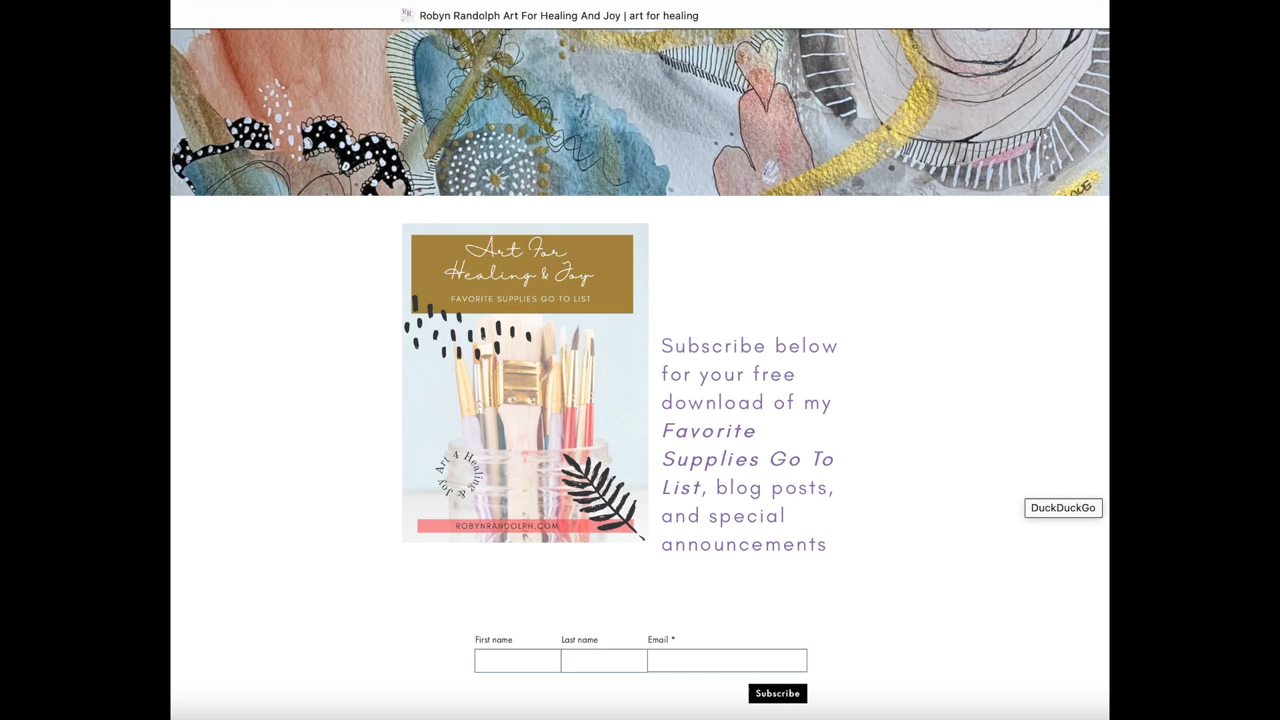 RR
Robyn Randolph Art For Healing And Joy | art for healing
LOVE
Art For
Healing & Joy
FAVORITE SUPPLIES GO TO LIST
Art 4 Healing & Joy
ROBYNRANDOLPH.COM
Subscribe below
for your free
download of my
Favorite
Supplies Go To
List, blog posts,
and special
announcements
DuckDuckGo
First name Last name Email *
Subscribe